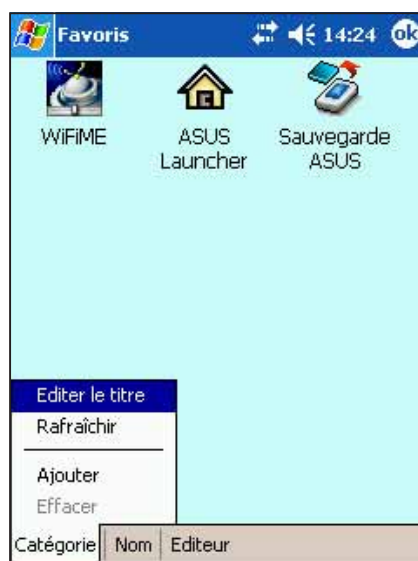 Favoris 14:24 ok
WiFiME
ASUS
Launcher
Sauvegarde
ASUS
Editer le titre
Rafraîchir
Ajouter
Effacer
Catégorie Nom Editeur